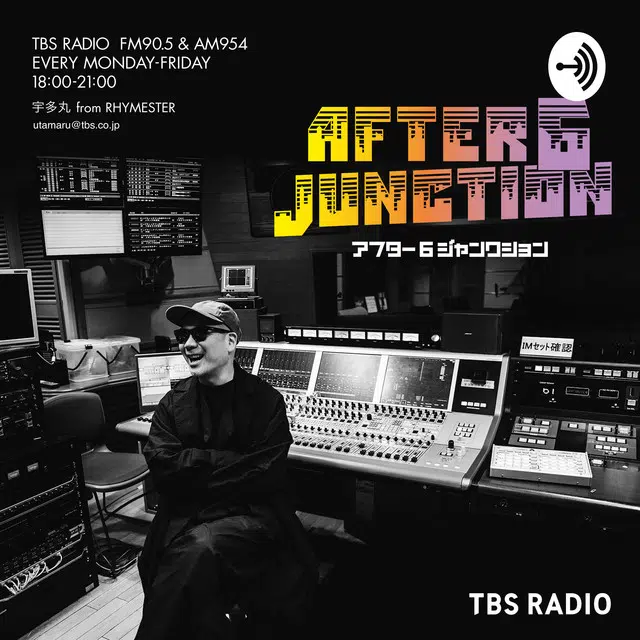 TBS RADIO FM90.5 & AM954
EVERY MONDAY-FRIDAY
18:00-21:00
宇多丸 from RHYMESTER
utamaru@tbs.co.jp
AFTER 6
JUNCTION
アフター6ジャンクション
IMセット確認
TBS RADIO